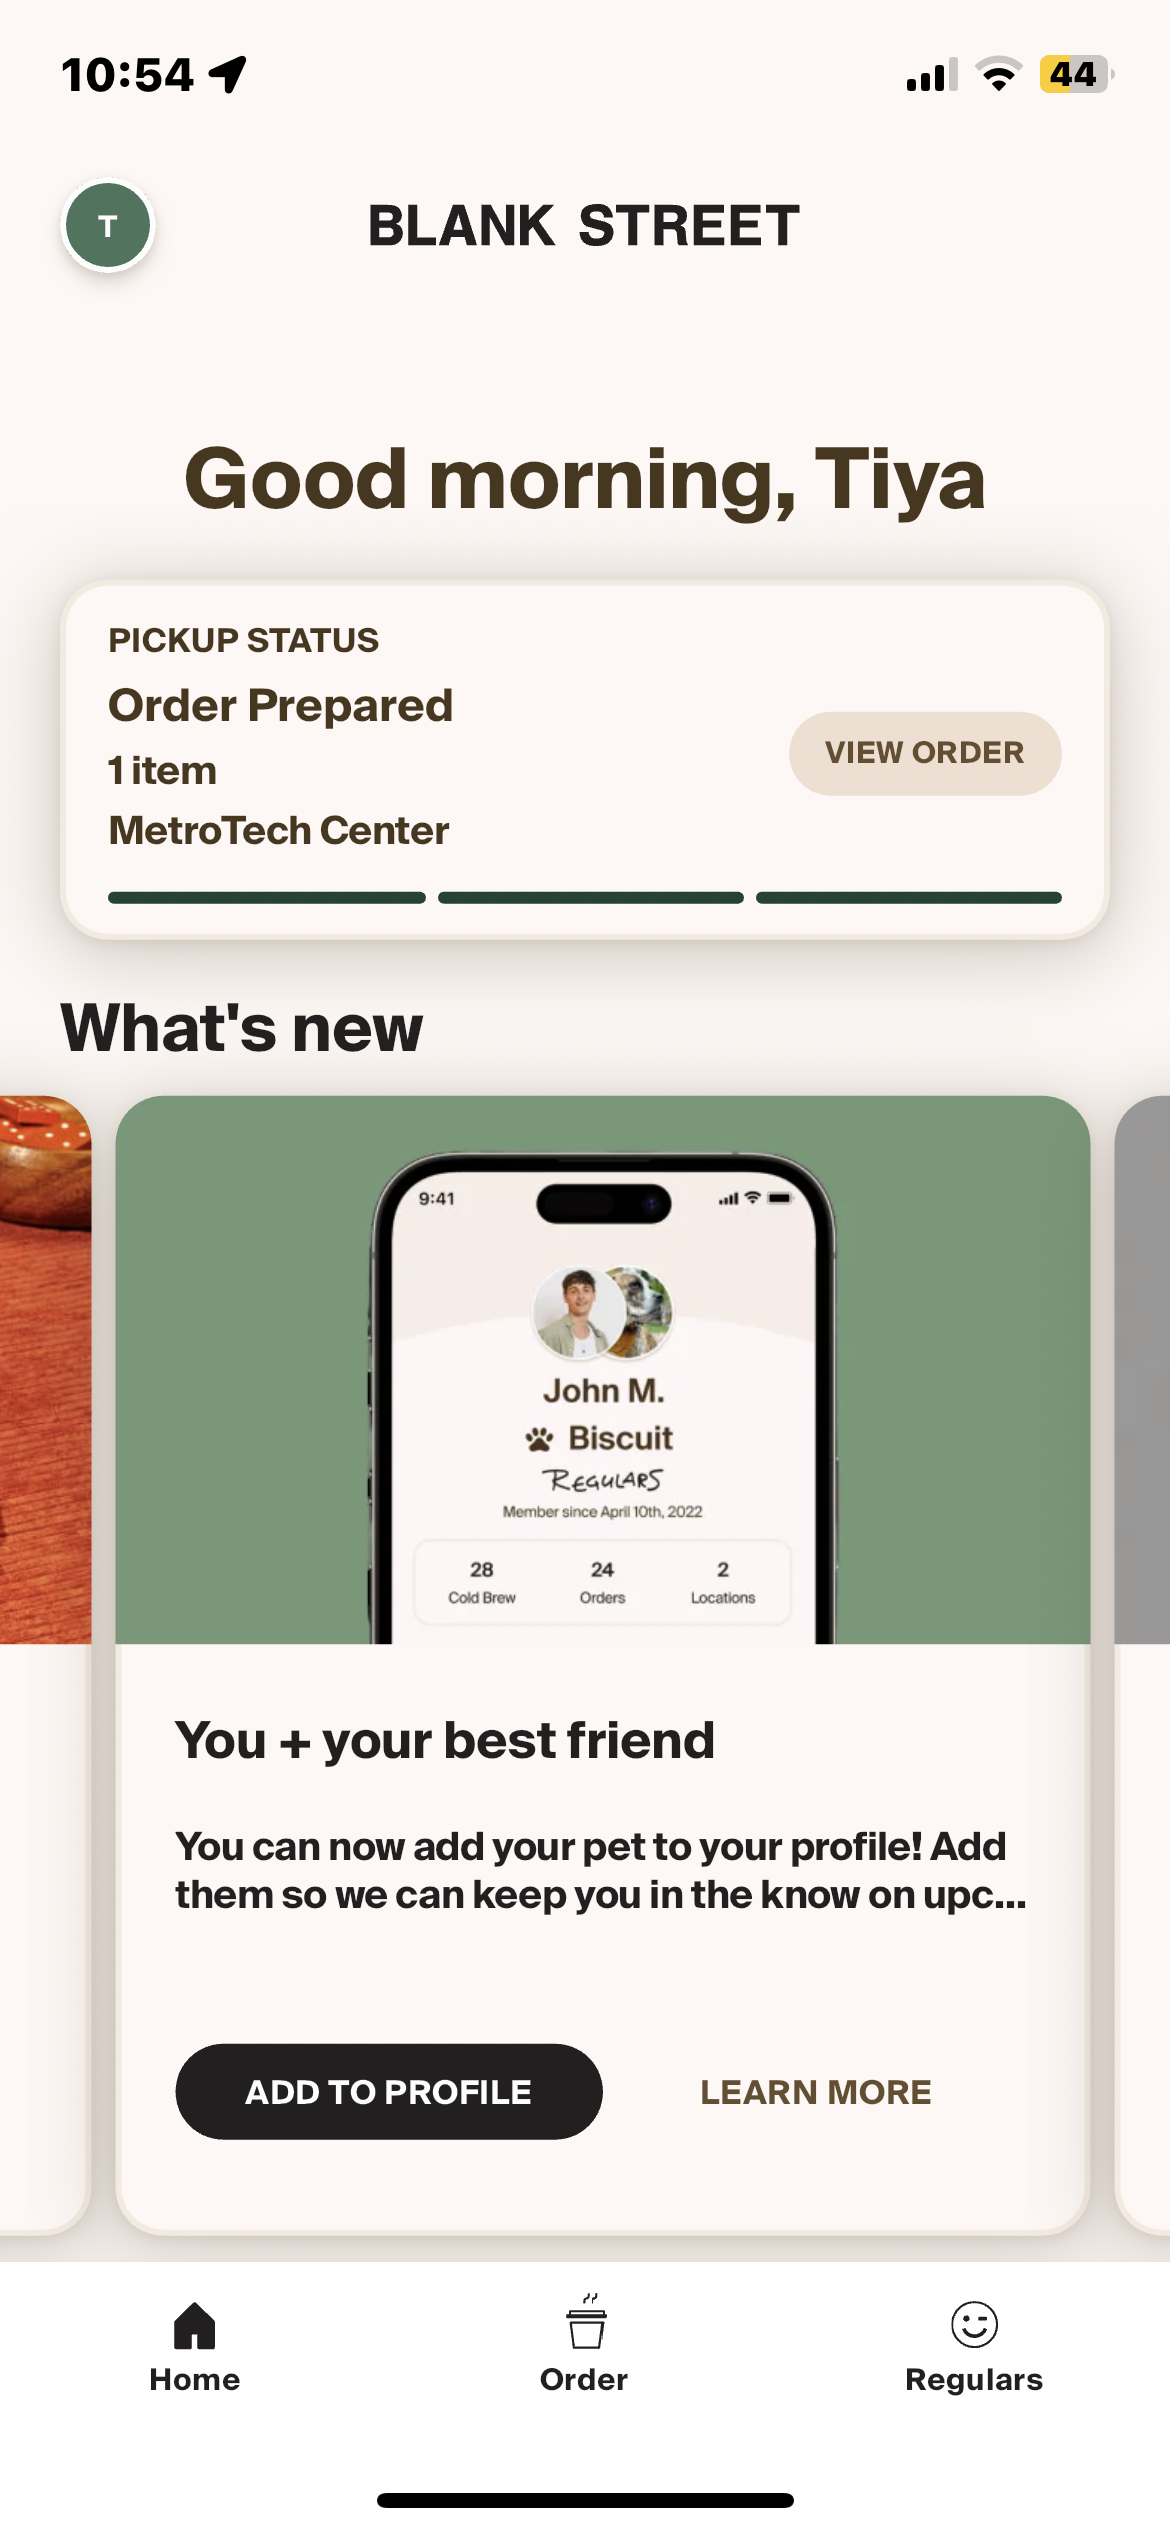 10:54
44
T
BLANK STREET
Good morning, Tiya
PICKUP STATUS
Order Prepared
1 item
MetroTech Center
VIEW ORDER
What's new
9:41
John M.
Biscuit
REGULARS
Member since April 10th, 2022
28 24 2
Cold Brew Orders Locations
You + your best friend
You can now add your pet to your profile! Add
them so we can keep you in the know on upc...
ADD TO PROFILE
LEARN MORE
Home
Order
Regulars